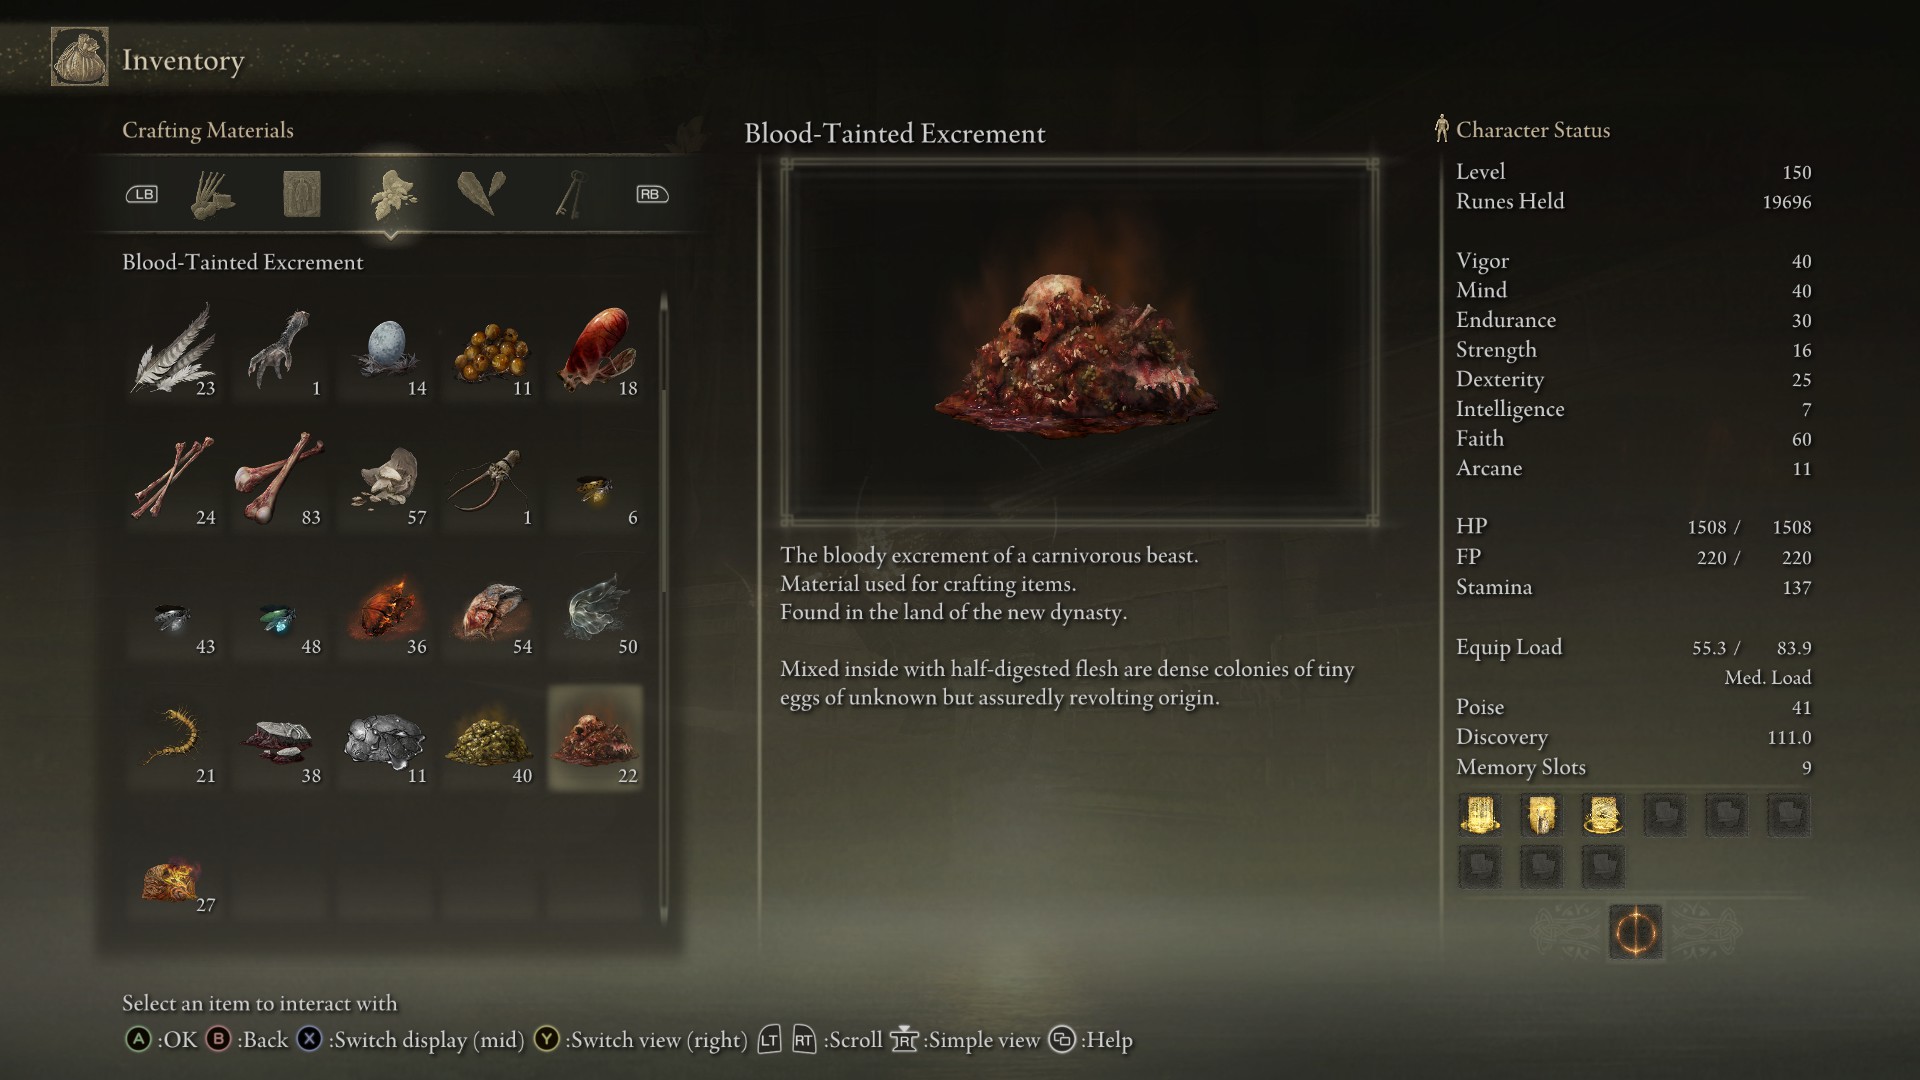 Inventory
Crafting Materials
LB
RB
Blood-Tainted Excrement
23
1
14
11
18
24
83
57
1
6
43
48
36
54
50
21
38
11
40
22
27
Blood-Tainted Excrement
The bloody excrement of a carnivorous beast.
Material used for crafting items.
Found in the land of the new dynasty.
Mixed inside with half-digested flesh are dense colonies of tiny
eggs of unknown but assuredly revolting origin.
Character Status
Level 150
Runes Held 19696
Vigor 40
Mind 40
Endurance 30
Strength 16
Dexterity 25
Intelligence 7
Faith 60
Arcane 11
HP 1508 / 1508
FP 220 / 220
Stamina 137
Equip Load 55.3 / 83.9
Med. Load
Poise 41
Discovery 111.0
Memory Slots 9
Select an item to interact with
A :OK B :Back X :Switch display (mid) Y :Switch view (right) LT RT :Scroll R :Simple view :Help